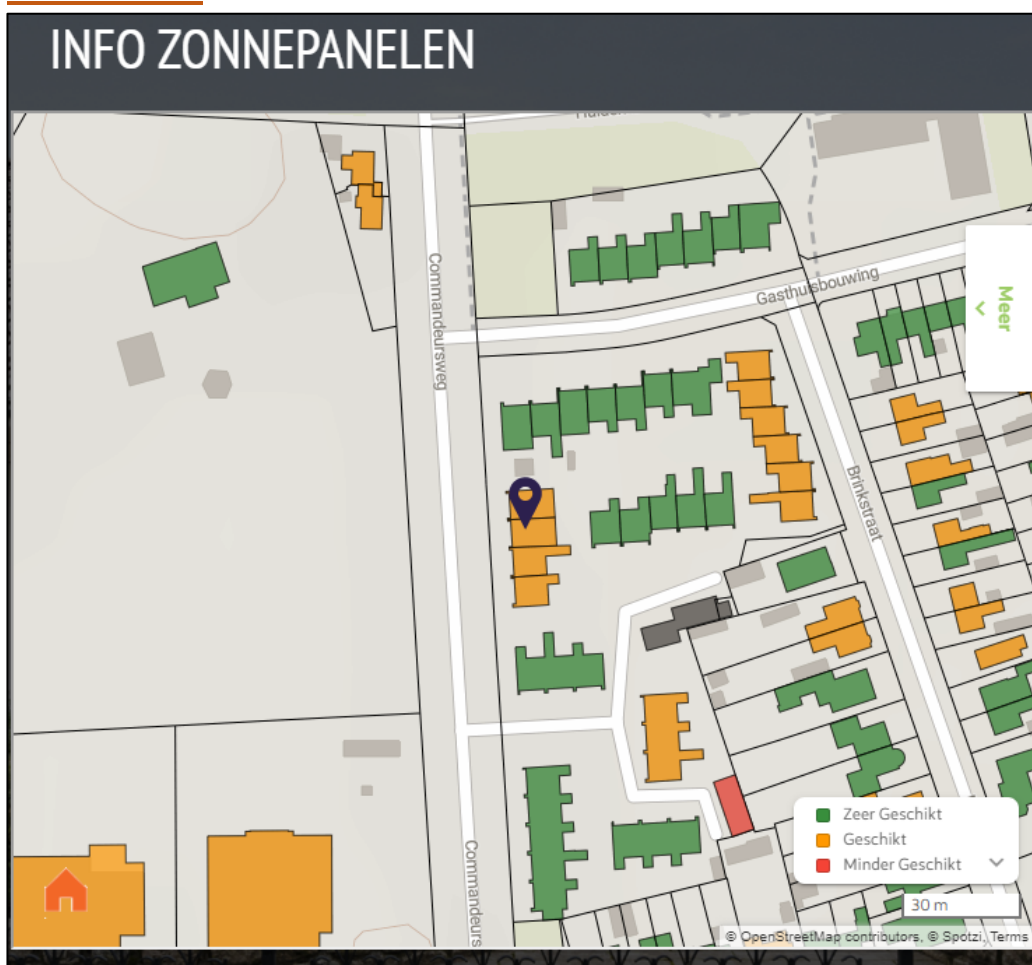 INFO ZONNEPANELEN
Commandeursweg
Gasthuisbouwing
Meer
Brinkstraat
Zeer Geschikt
Geschikt
Minder Geschikt
Commandeurs
30 m
© OpenStreetMap contributors, © Spotzi, Terms